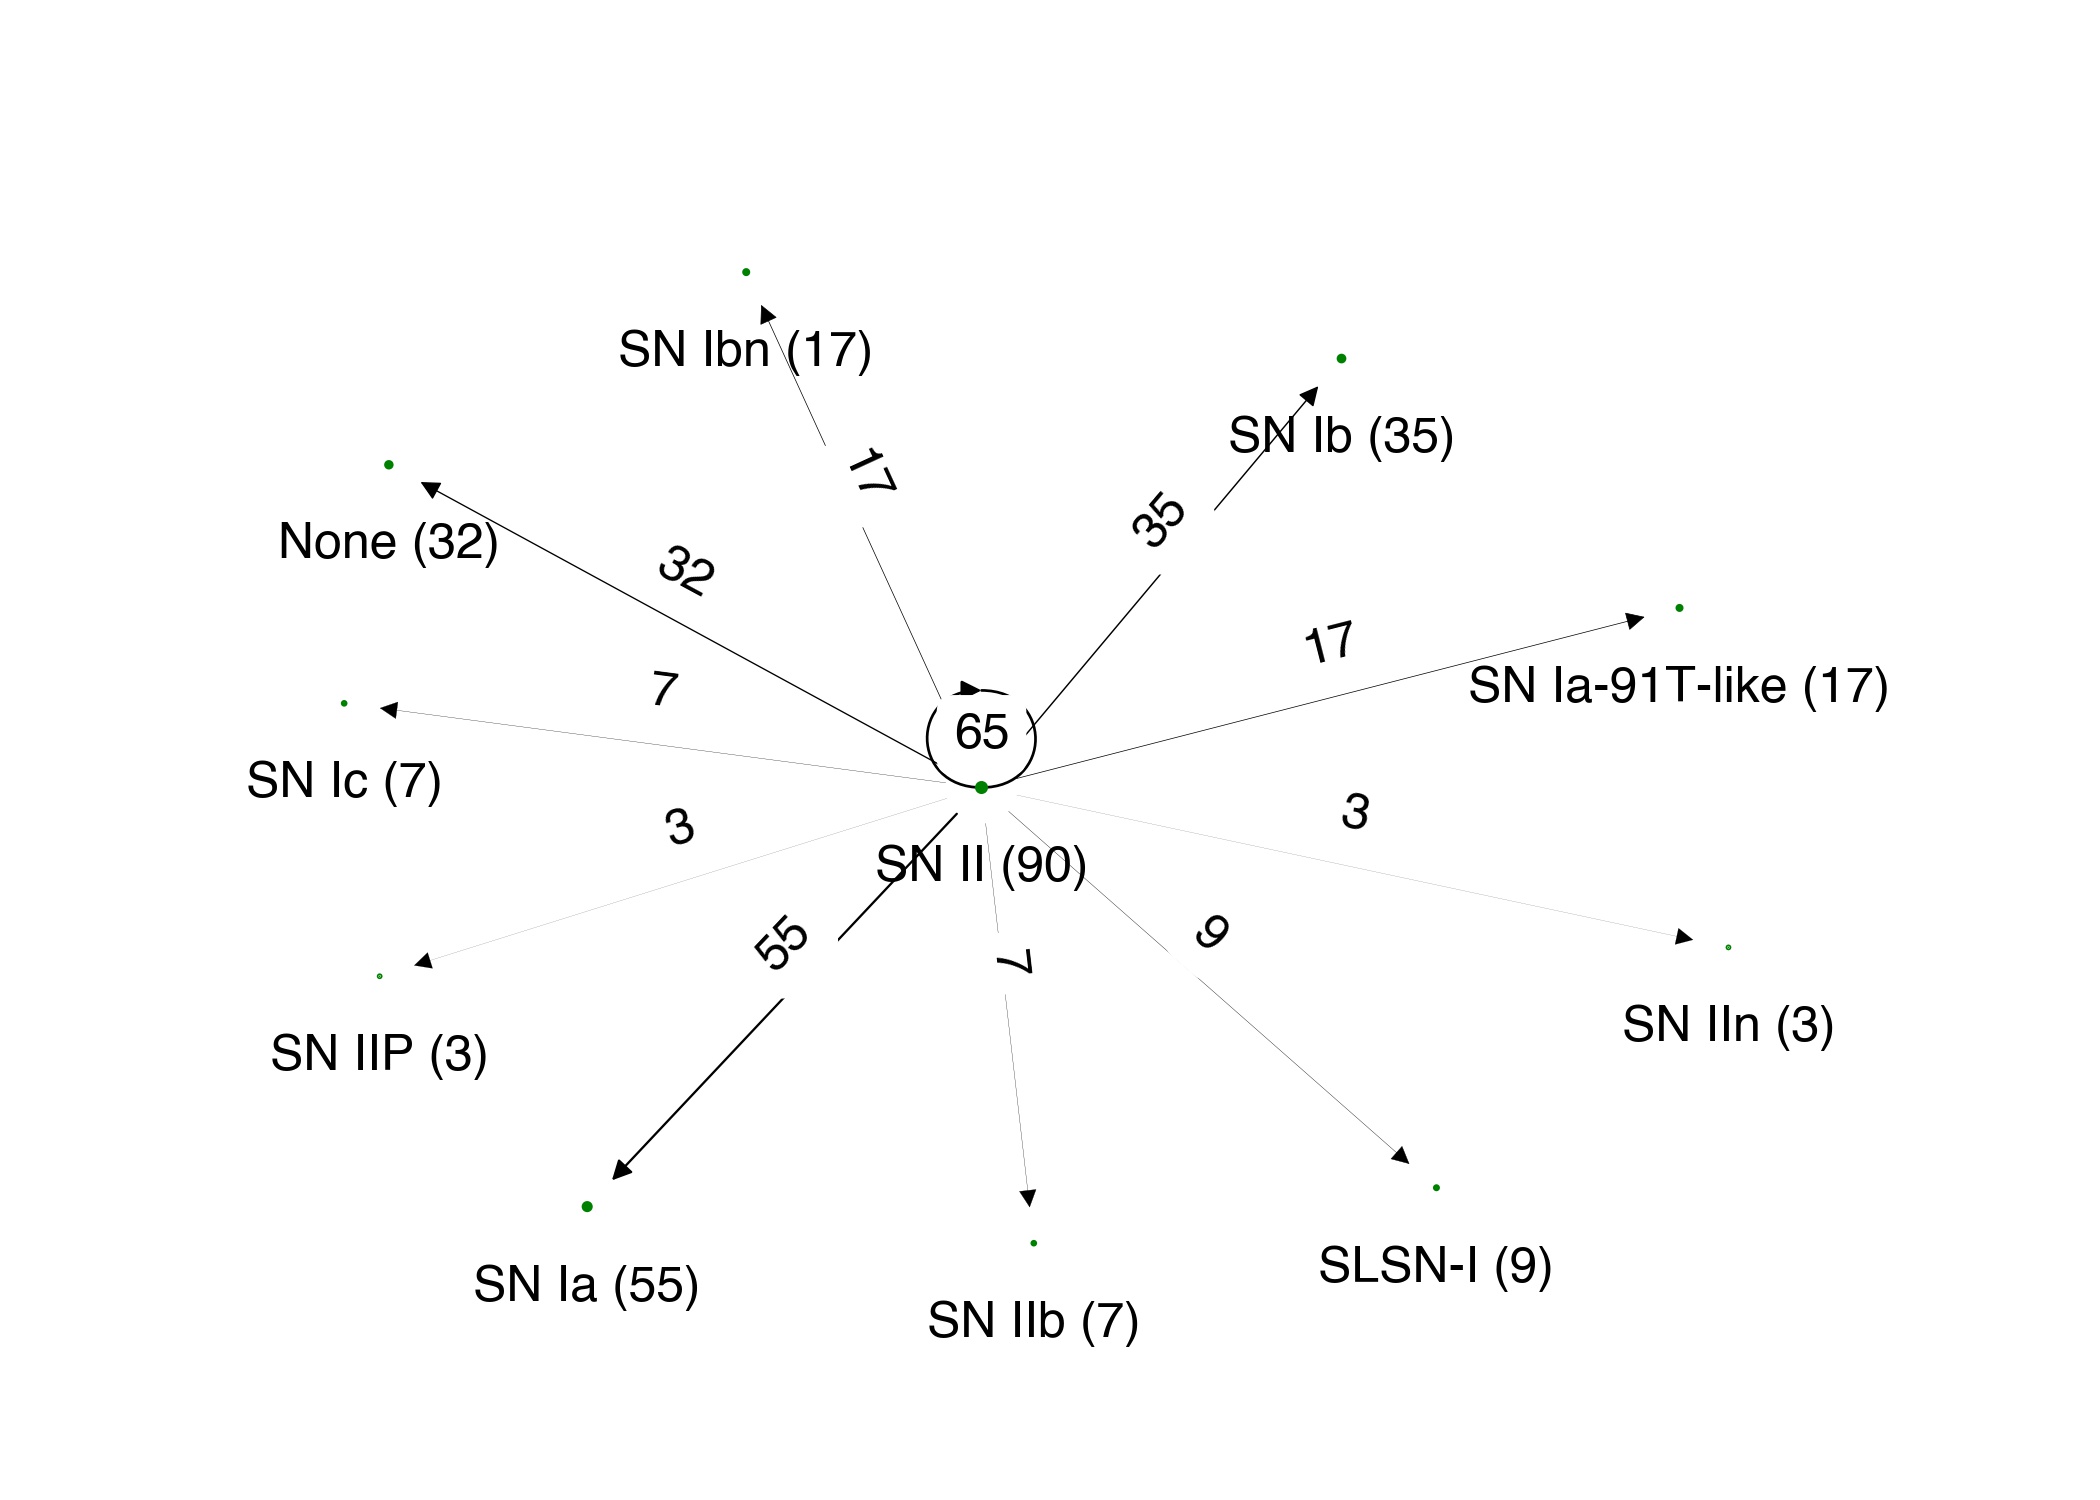 SN Ibn (17)
SN Ib (35)
17
35
None (32)
32
17
7
SN Ia-91T-like (17)
65
SN Ic (7)
3
3
SN II (90)
55
7
9
SN IIn (3)
SN IIP (3)
SLSN-I (9)
SN Ia (55)
SN IIb (7)